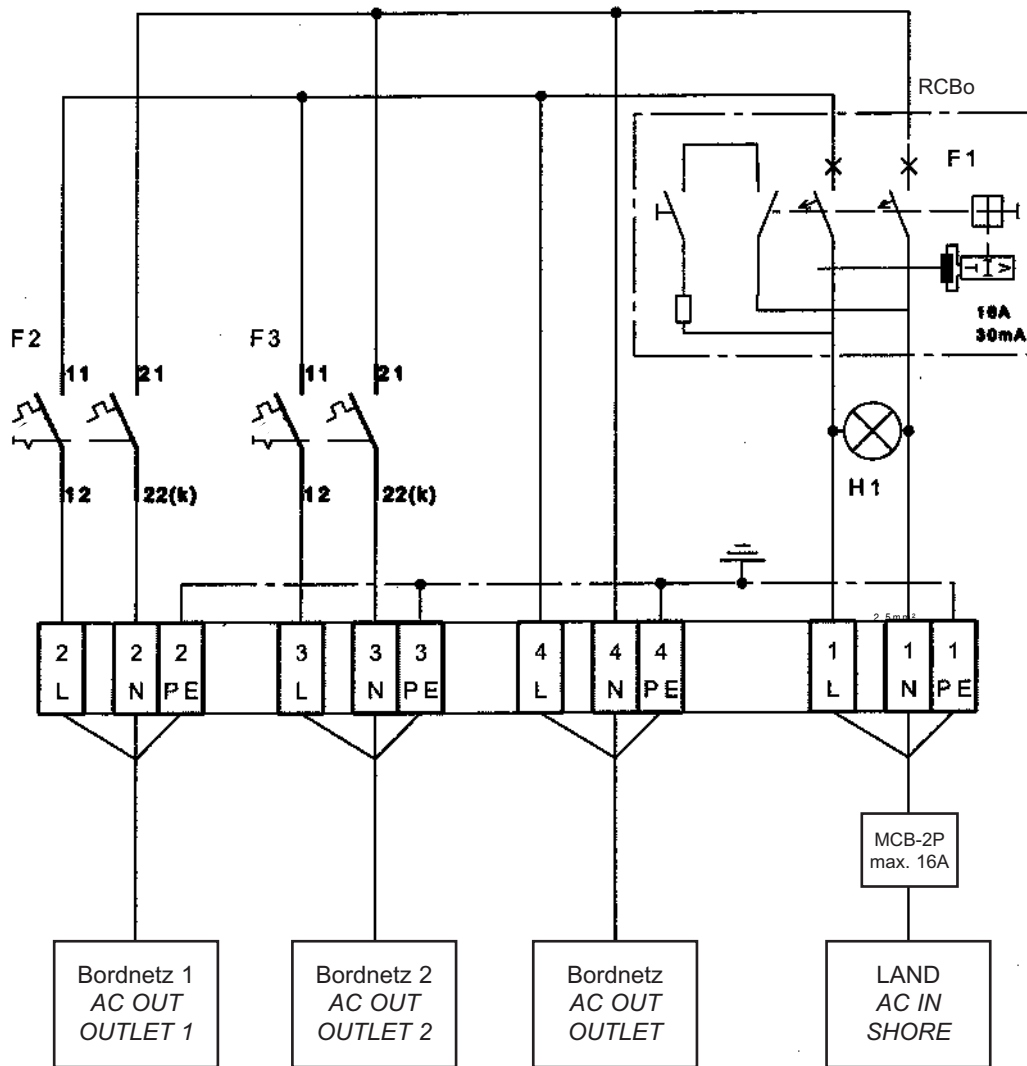 RCBo
F1
16A
30mA
F2
11
21
F3
11
21
12
22(k)
12
22(k)
H1
2.5mm²
2
L
2
N
2
PE
3
L
3
N
3
PE
4
L
4
N
4
PE
1
L
1
N
1
PE
MCB-2P
max. 16A
Bordnetz 1
AC OUT
OUTLET 1
Bordnetz 2
AC OUT
OUTLET 2
Bordnetz
AC OUT
OUTLET
LAND
AC IN
SHORE